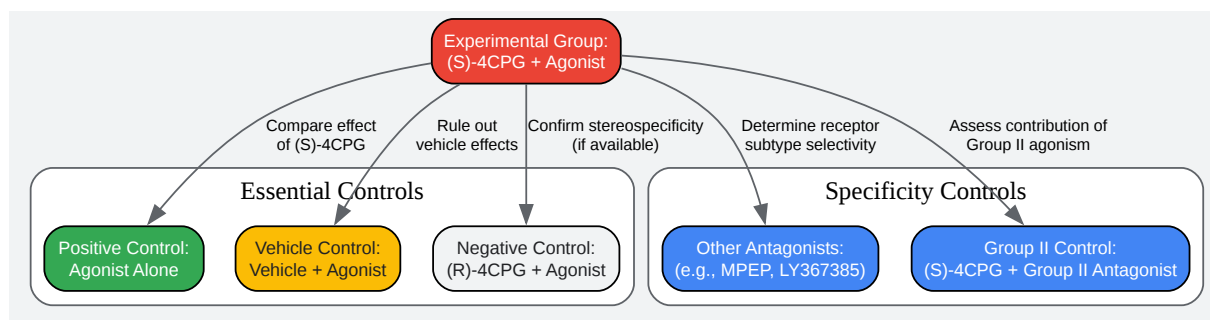 Experimental Group:
(S)-4CPG + Agonist
Compare effect
of (S)-4CPG
Rule out
vehicle effects
Confirm stereospecificity
(if available)
Determine receptor
subtype selectivity
Assess contribution of
Group II agonism
Essential Controls
Positive Control:
Agonist Alone
Vehicle Control:
Vehicle + Agonist
Negative Control:
(R)-4CPG + Agonist
Specificity Controls
Other Antagonists:
(e.g., MPEP, LY367385)
Group II Control:
(S)-4CPG + Group II Antagonist